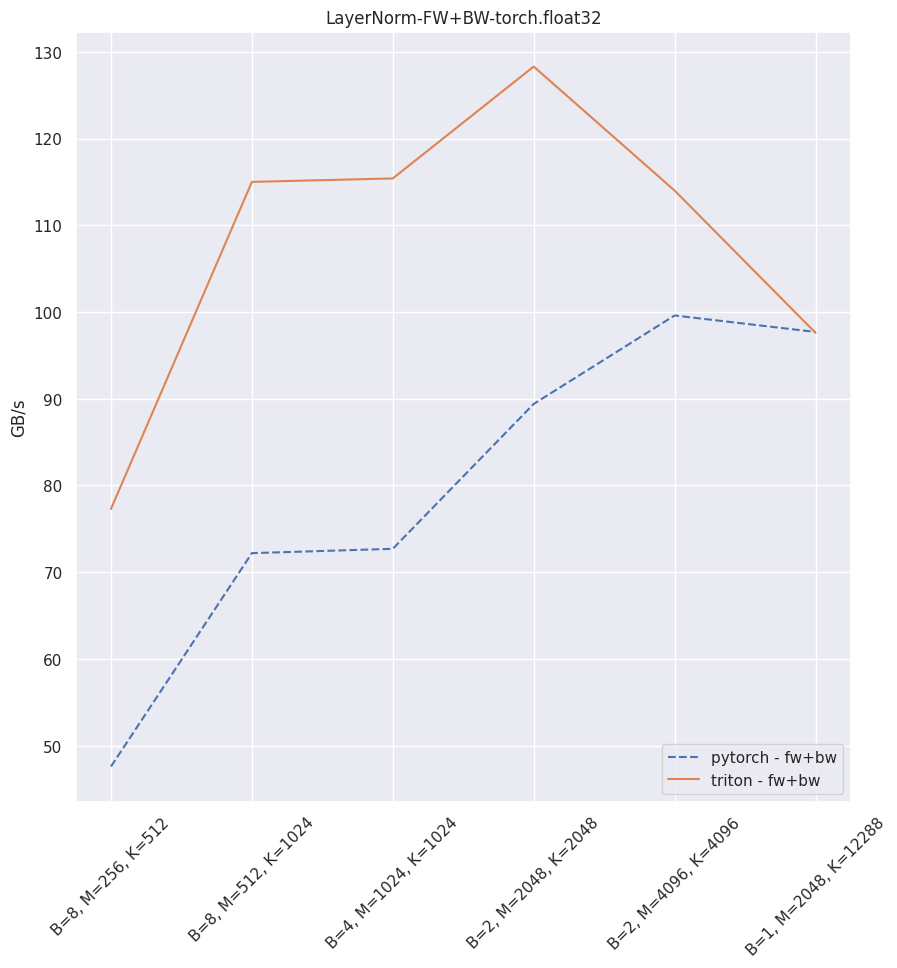 LayerNorm-FW+BW-torch.float32
130
120
110
100
90
80
70
60
50
GB/s
pytorch - fw+bw
triton - fw+bw
B=8, M=256, K=512
B=8, M=512, K=1024
B=4, M=1024, K=1024
B=2, M=2048, K=2048
B=2, M=4096, K=4096
B=1, M=2048, K=12288